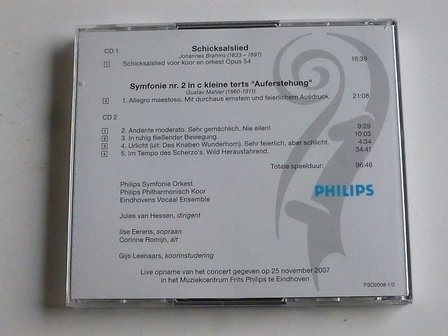 CD 1
Schicksalslied
Johannes Brahms (1833 – 1897)
1 Schicksalslied voor koor en orkest Opus 54 16:39
Symfonie nr. 2 in c kleine terts "Auferstehung"
Gustav Mahler (1860-1911)
2 1. Allegro maestoso. Mit durchaus ernstem und feierlichem Ausdruck. 21:08
CD 2
1 2. Andante moderato. Sehr gemächlich. Nie eilen! 9:29
2 3. In ruhig fließender Bewegung. 10:03
3 4. Urlicht (uit: Des Knaben Wunderhorn). Sehr feierlich, aber schlicht. 4:34
4 5. Im Tempo des Scherzo's. Wild Herausfahrend. 34:41
Totale speelduur: 96:46
Philips Symfonie Orkest
Philips Philharmonisch Koor
Eindhovens Vocaal Ensemble
PHILIPS
Jules van Hessen, dirigent
Ilse Eerens, sopraan
Corinne Romijn, alt
Gijs Leenaars, koorinstudering
Live opname van het concert gegeven op 25 november 2007
in het Muziekcentrum Frits Philips te Eindhoven
PSO2008-1/2